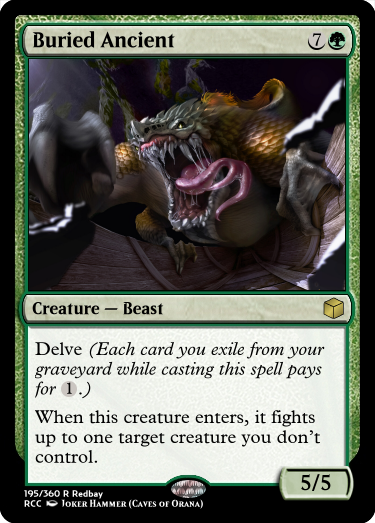 Buried Ancient 7
Creature — Beast
Delve (Each card you exile from your
graveyard while casting this spell pays
for 1.)
When this creature enters, it fights
up to one target creature you don't
control.
5/5
195/360 R Redbay
RCC Joker Hammer (Caves of Orana)